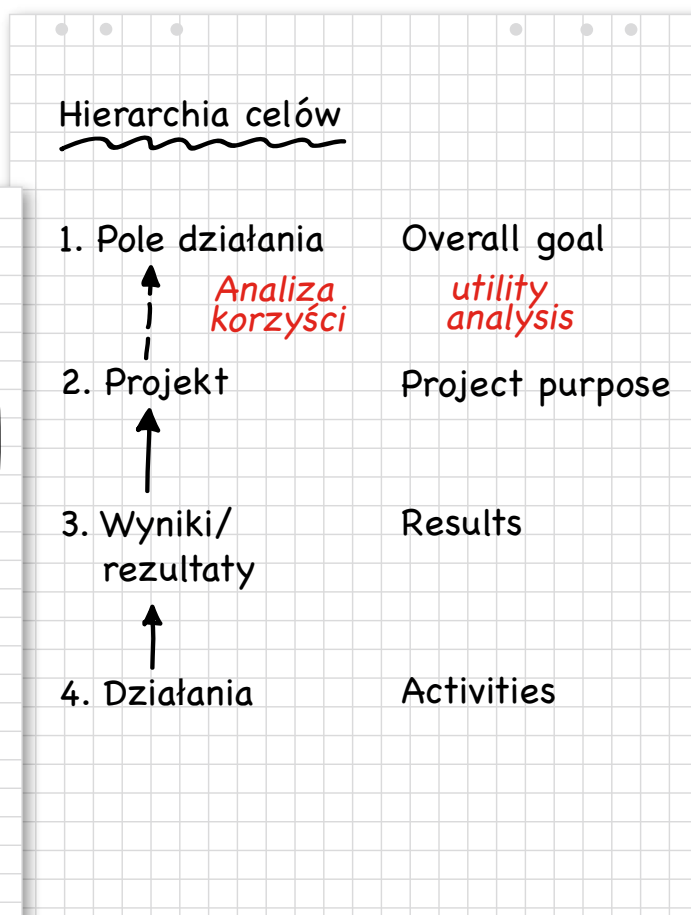 Hierarchia celów
1. Pole działania Overall goal
Analiza utility
korzyści analysis
2. Projekt Project purpose
3. Wyniki/ Results
rezultaty
4. Działania Activities